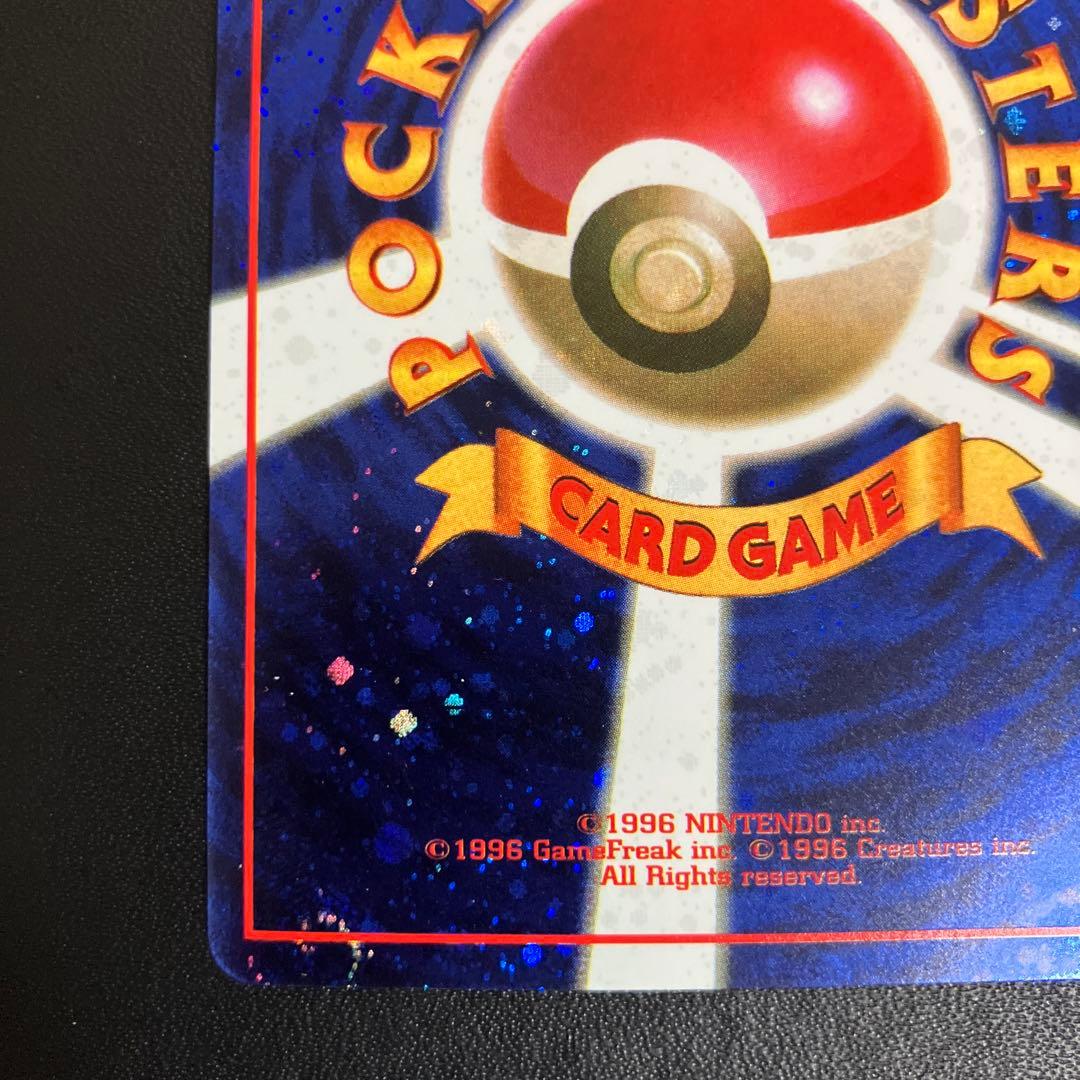 POCK
STERS
CARD GAME
©1996 NINTENDO inc.
©1996 GameFreak inc. ©1996 Creatures inc.
All Rights reserved.